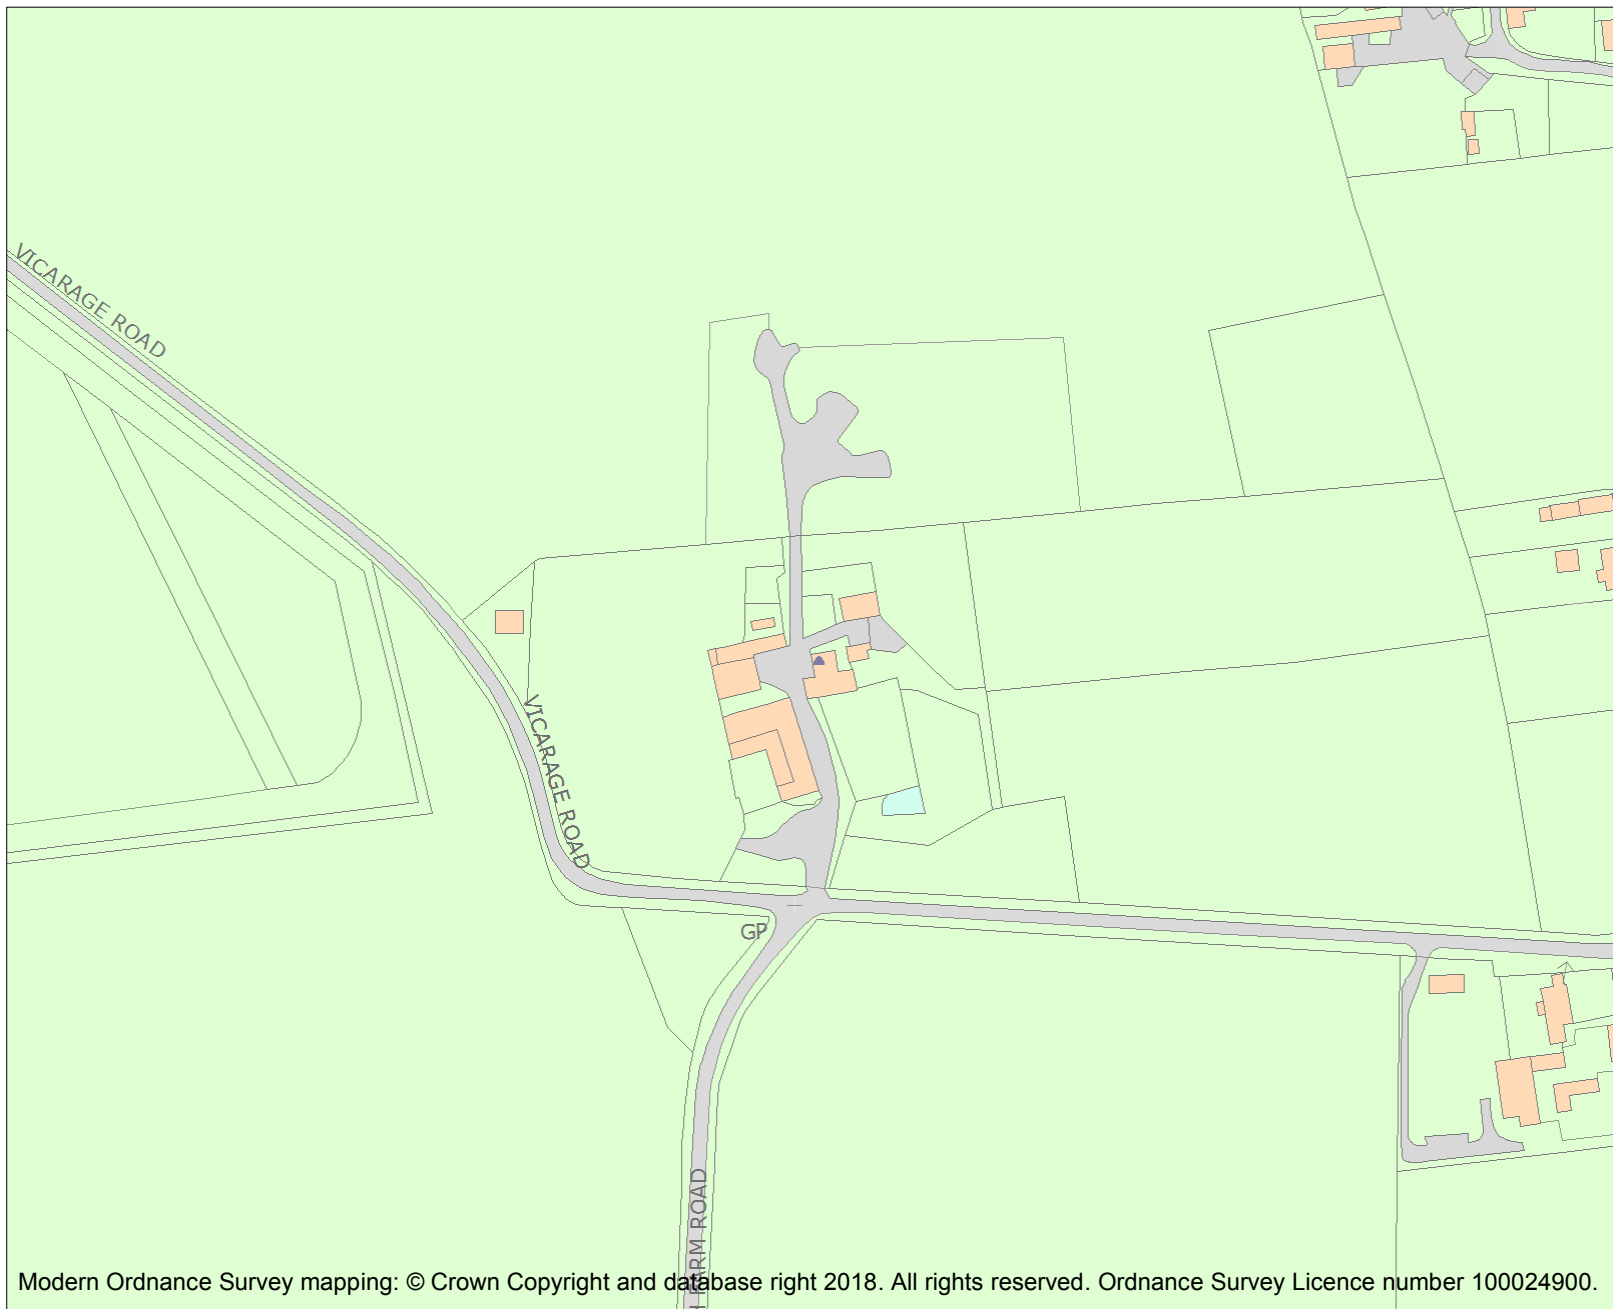 VICARAGE ROAD
VICARAGE ROAD
GP
FARM ROAD
Modern Ordnance Survey mapping: © Crown Copyright and database right 2018. All rights reserved. Ordnance Survey Licence number 100024900.